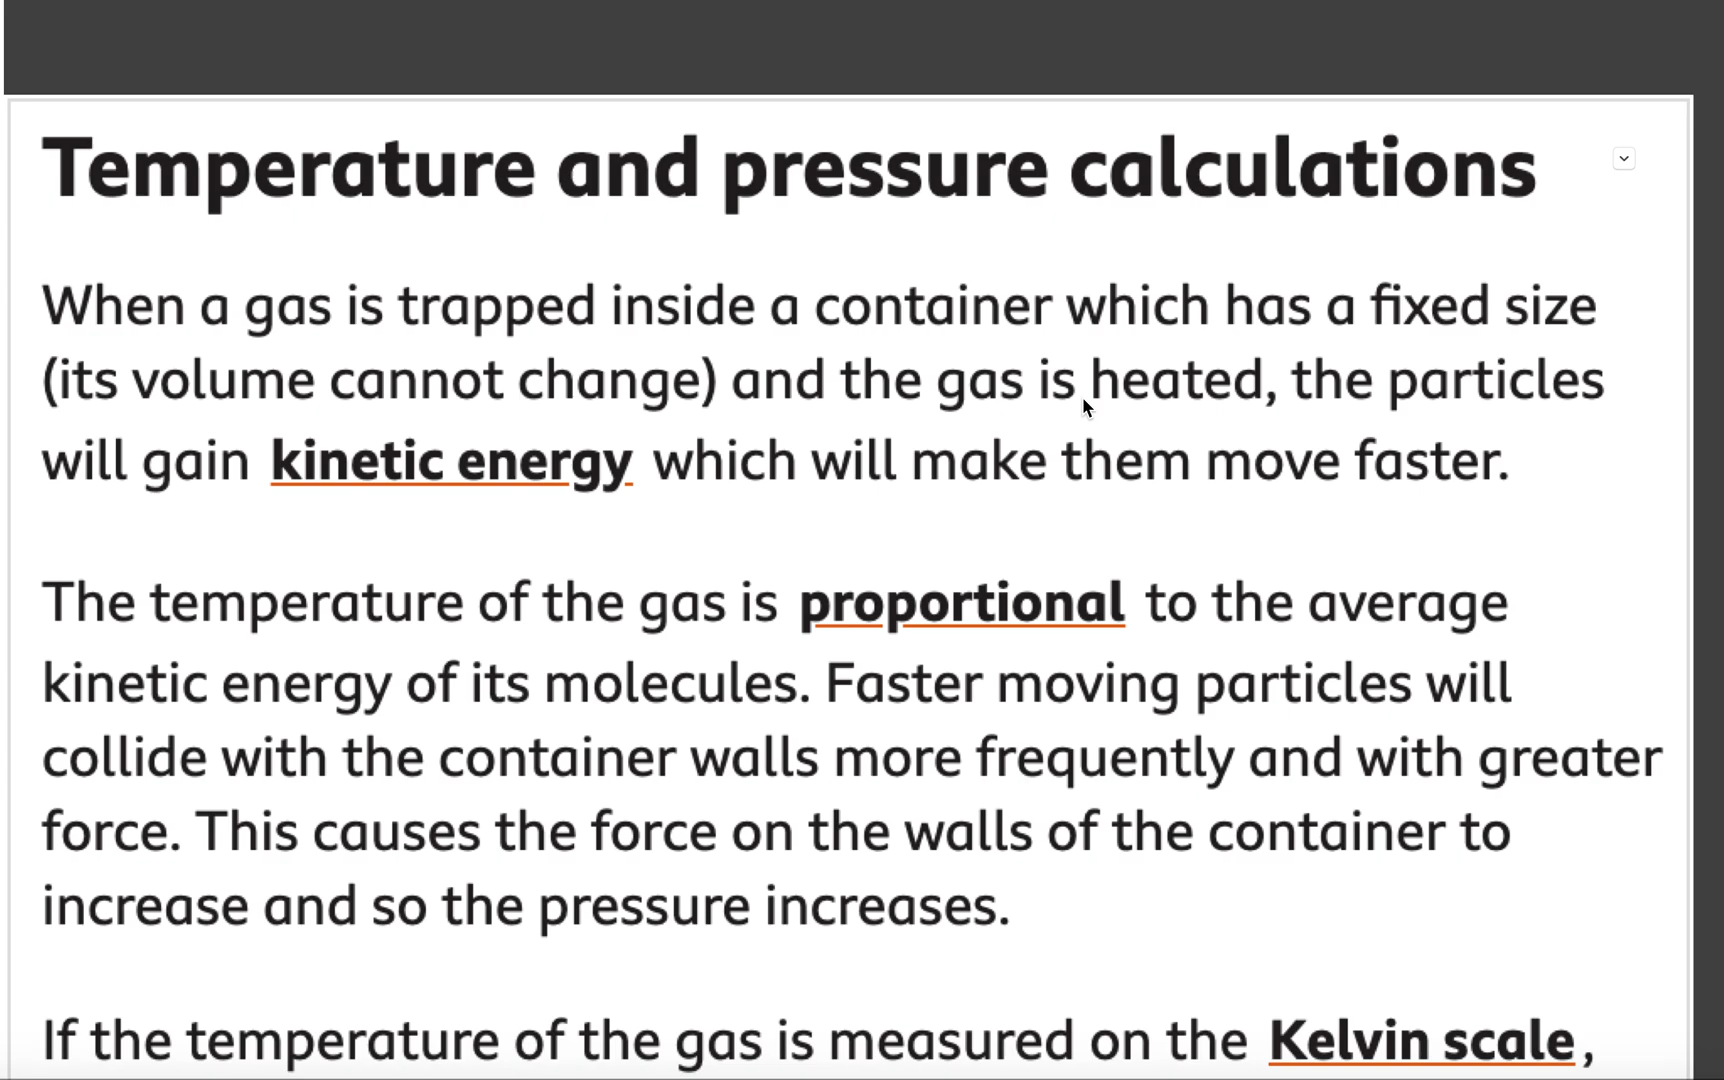 Temperature and pressure calculations
When a gas is trapped inside a container which has a fixed size
(its volume cannot change) and the gas is heated, the particles
will gain kinetic energy which will make them move faster.
The temperature of the gas is proportional to the average
kinetic energy of its molecules. Faster moving particles will
collide with the container walls more frequently and with greater
force. This causes the force on the walls of the container to
increase and so the pressure increases.
If the temperature of the gas is measured on the Kelvin scale,